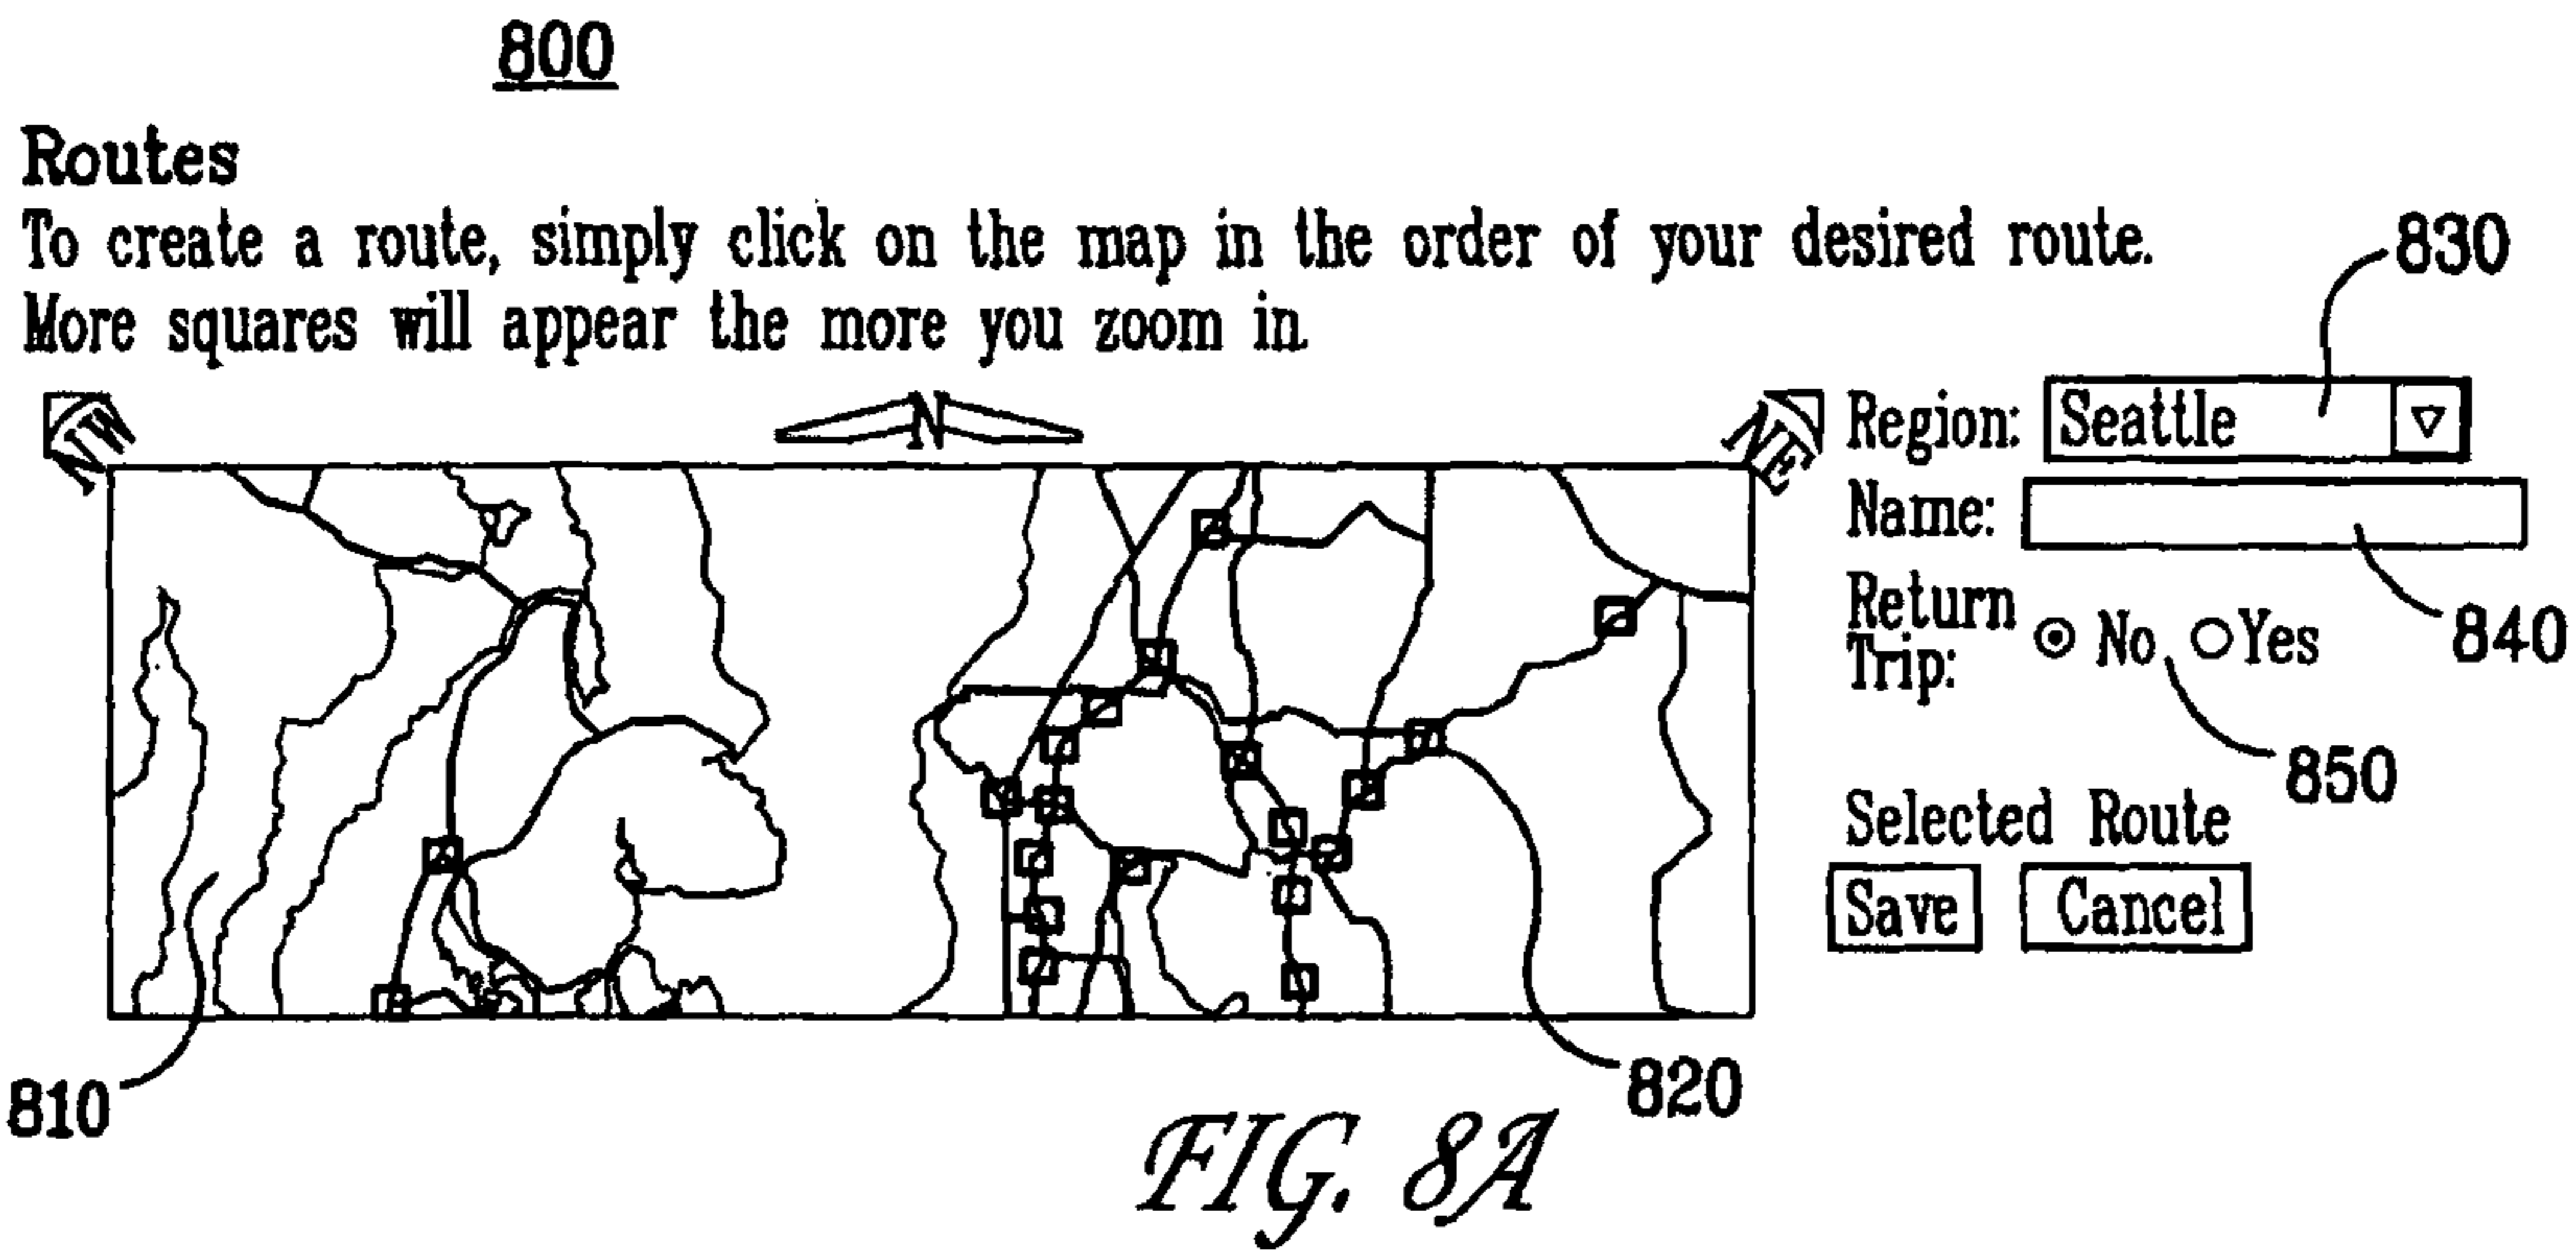 800
Routes
To create a route, simply click on the map in the order of your desired route.
More squares will appear the more you zoom in.
NW
N
NE
Region: Seattle
830
Name:
840
Return Trip: No Yes
850
Selected Route
Save Cancel
810
820
FIG. 8A